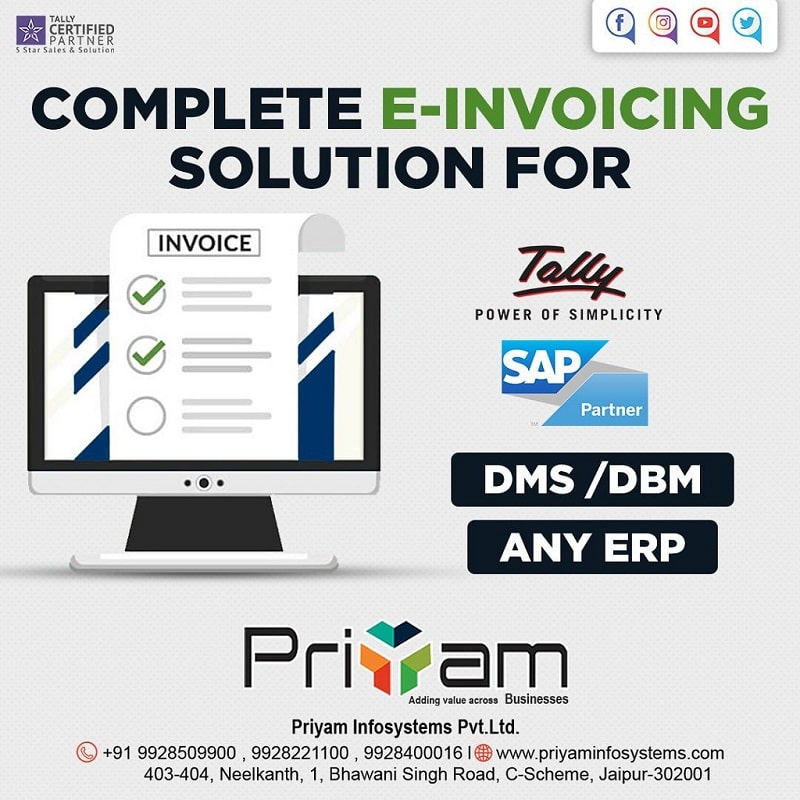 TALLY
CERTIFIED
PARTNER
5 Star Sales & Solution
COMPLETE E-INVOICING
SOLUTION FOR
INVOICE
Tally
POWER OF SIMPLICITY
SAP
Partner
DMS /DBM
ANY ERP
Priyam
Adding value across Businesses
Priyam Infosystems Pvt.Ltd.
+91 9928509900 , 9928221100 , 9928400016 I www.priyaminfosystems.com
403-404, Neelkanth, 1, Bhawani Singh Road, C-Scheme, Jaipur-302001